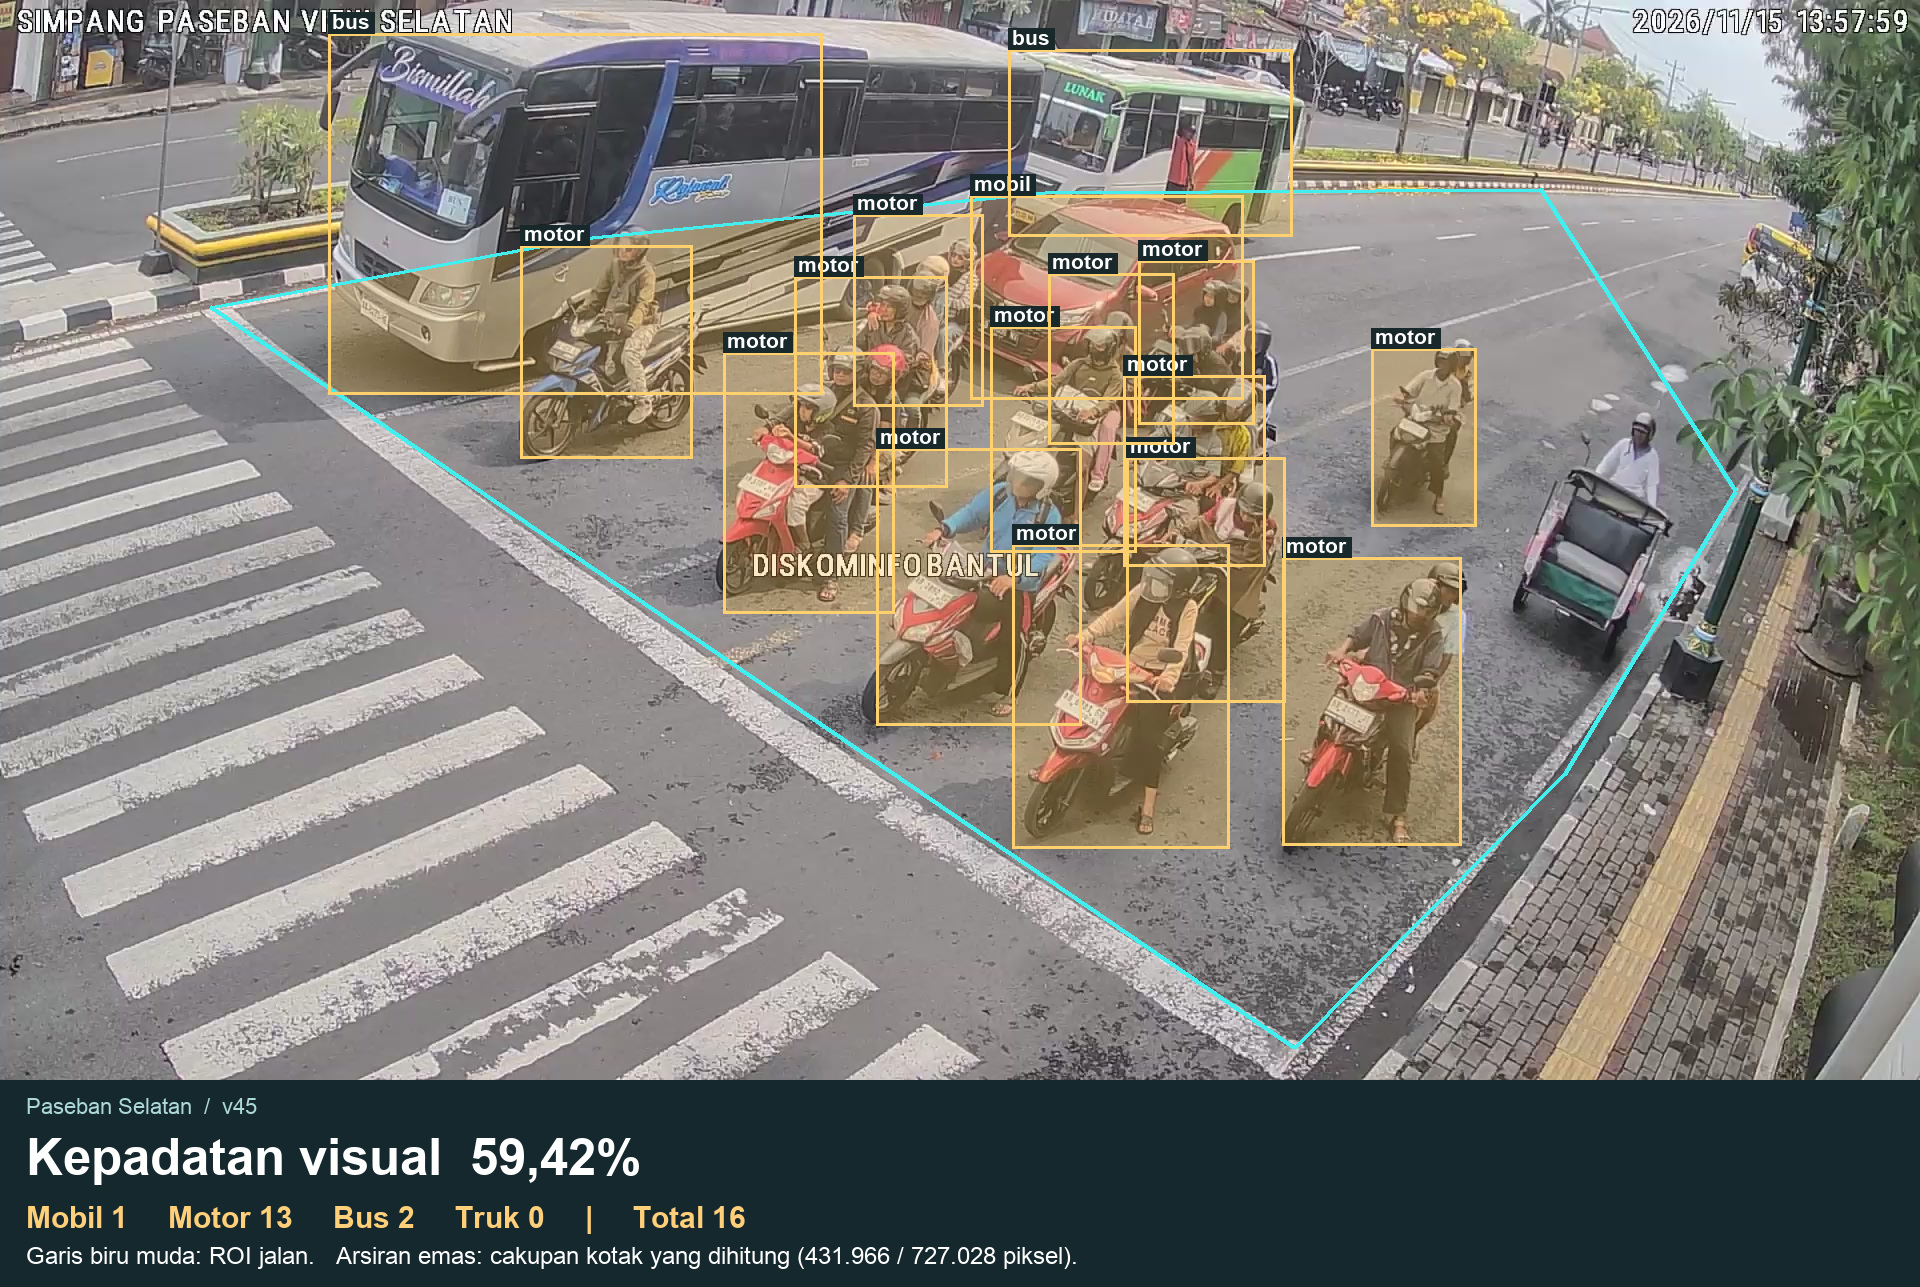 SIMPANG PASEBAN VIEW SELATAN
2026/11/15 13:57:59
bus
bus
Bismillah
LUNAK
mobil
motor
motor
motor
motor
motor
motor
motor
motor
motor
motor
motor
motor
motor
DISKOMINFO BANTUL
Paseban Selatan / v45
Kepadatan visual 59,42%
Mobil 1 Motor 13 Bus 2 Truk 0 | Total 16
Garis biru muda: ROI jalan. Arsiran emas: cakupan kotak yang dihitung (431.966 / 727.028 piksel).